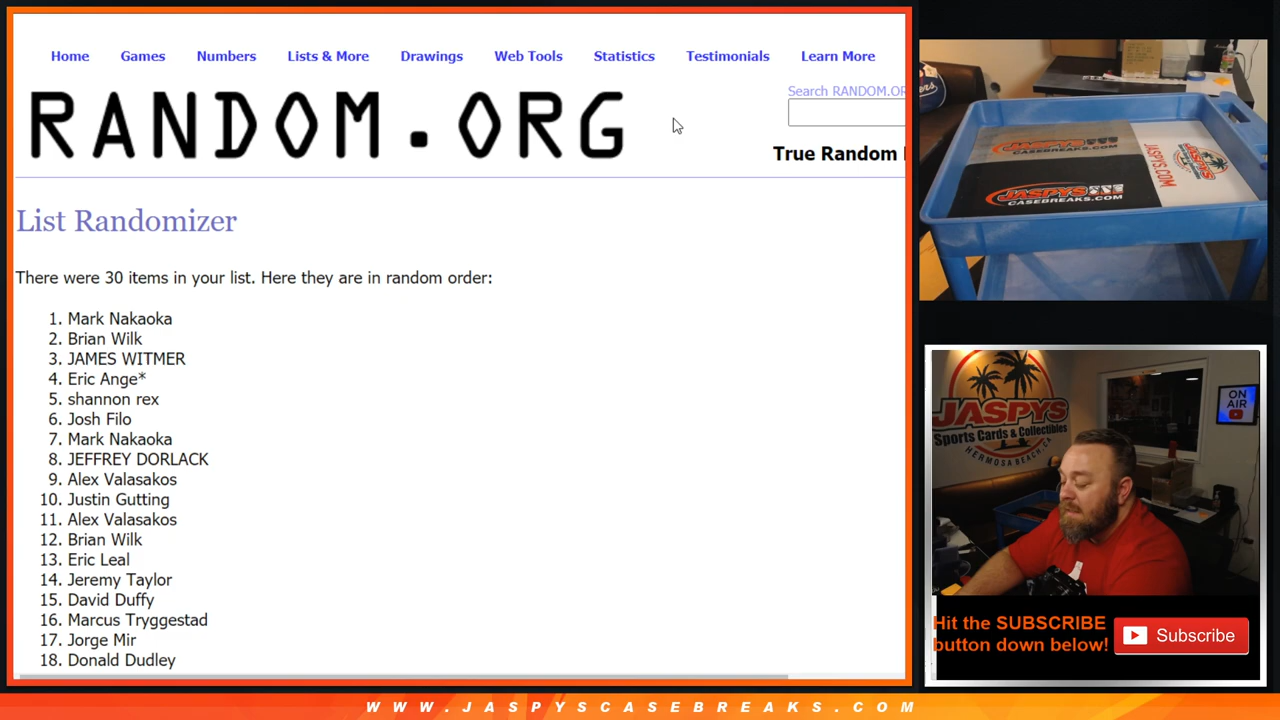 Home Games Numbers Lists & More Drawings Web Tools Statistics Testimonials Learn More
RANDOM.ORG
Search RANDOM.OR
True Random
List Randomizer
There were 30 items in your list. Here they are in random order:
1. Mark Nakaoka
2. Brian Wilk
3. JAMES WITMER
4. Eric Ange*
5. shannon rex
6. Josh Filo
7. Mark Nakaoka
8. JEFFREY DORLACK
9. Alex Valasakos
10. Justin Gutting
11. Alex Valasakos
12. Brian Wilk
13. Eric Leal
14. Jeremy Taylor
15. David Duffy
16. Marcus Tryggestad
17. Jorge Mir
18. Donald Dudley
JASPYS
CASEBREAKS.COM
JASPYS.COM
CASEBREAKS.COM
JASPYS
Sports Cards & Collectibles
HERMOSA BEACH, CA
ON
AIR
Hit the SUBSCRIBE
button down below!
Subscribe
WWW.JASPYSCASEBREAKS.COM